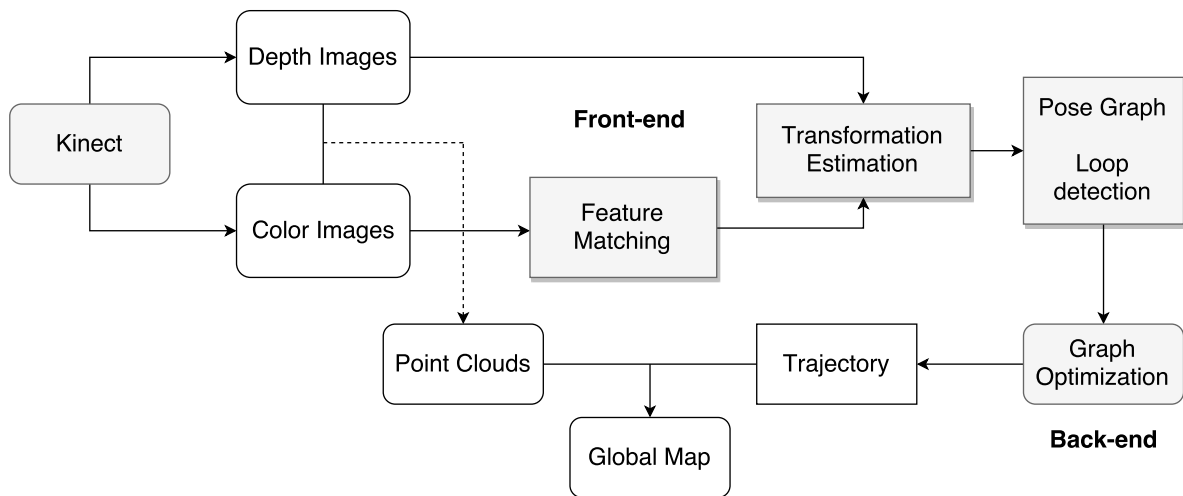 Depth Images
Kinect
Front-end
Transformation
Estimation
Pose Graph
Loop
detection
Color Images
Feature
Matching
Point Clouds
Trajectory
Graph
Optimization
Back-end
Global Map